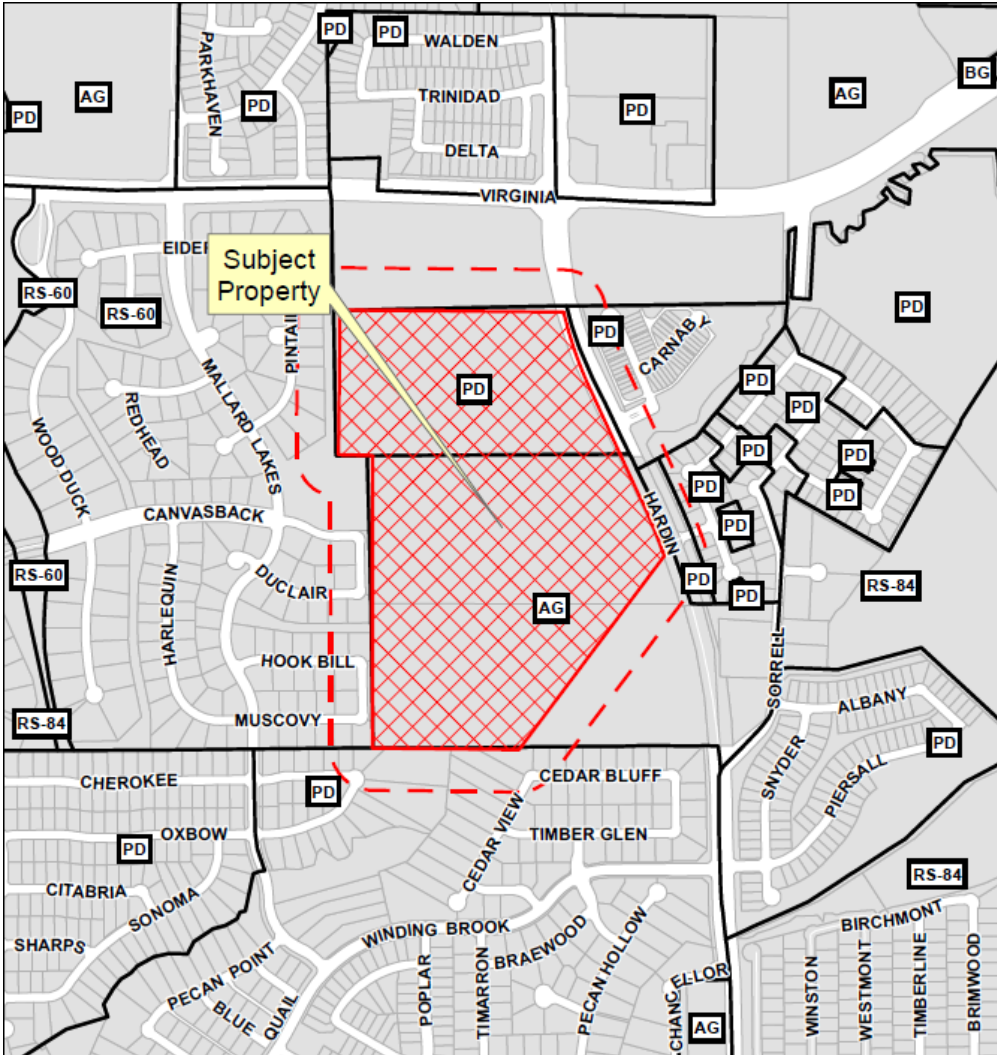 PD
PD
WALDEN
PARKHAVEN
BG
AG
AG
PD
TRINIDAD
PD
PD
PD
DELTA
VIRGINIA
EIDER
Subject
Property
RS-60
RS-60
PD
PD
PINTAIL
CARNABY
MALLARD LAKES
PD
PD
REDHEAD
PD
WOOD DUCK
PD
PD
PD
PD
HARDIN
CANVASBACK
PD
RS-60
DUCLAIR
PD
PD
RS-84
HARLEQUIN
AG
SORRELL
HOOK BILL
ALBANY
RS-84
MUSCOVY
SNYDER
PD
PIERSALL
CHEROKEE
PD
CEDAR BLUFF
OXBOW
CEDAR VIEW
TIMBER GLEN
PD
RS-84
CITABRIA
SONOMA
BIRCHMONT
SHARPS
WINDING BROOK
BRAEWOOD
PECAN HOLLOW
PECAN POINT
BLUE
QUAIL
POPLAR
TIMARRON
CHANCELLOR
AG
WINSTON
WESTMONT
TIMBERLINE
BRIMWOOD